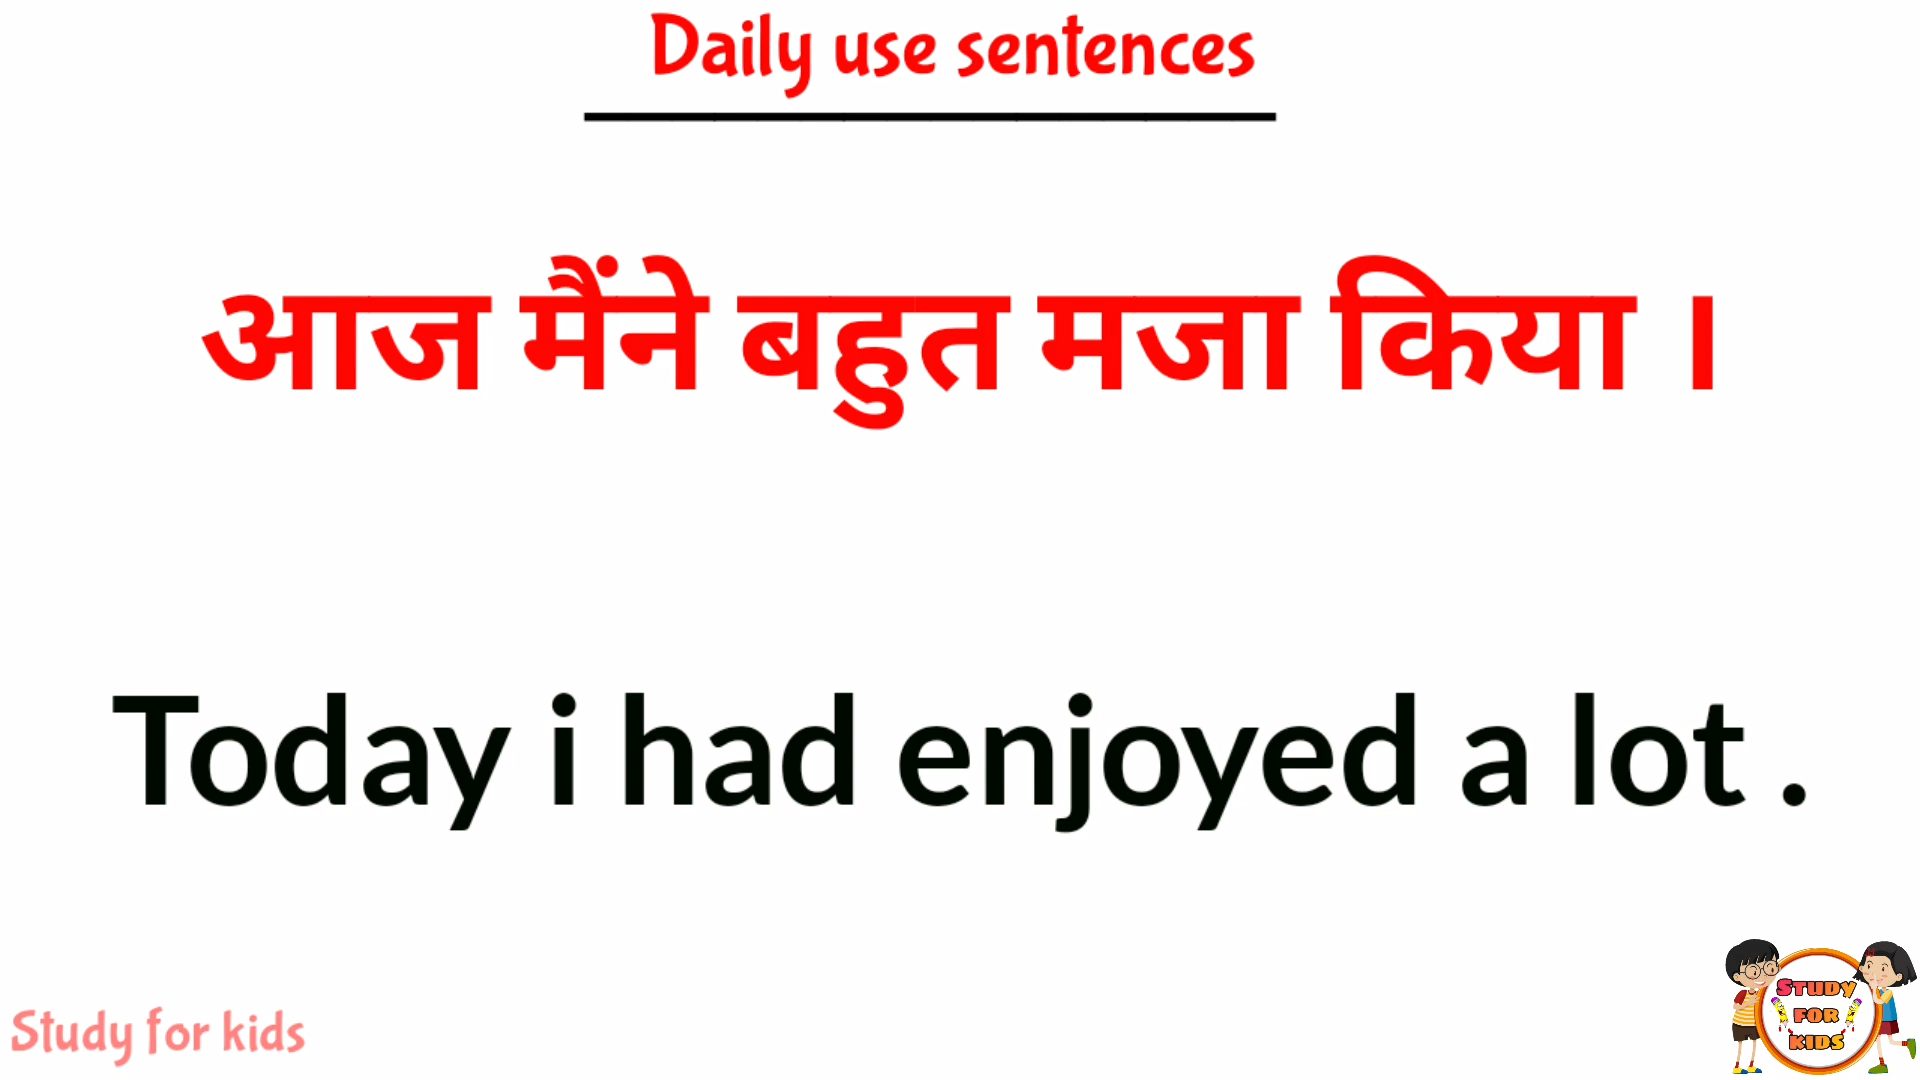 Daily use sentences
आज मैंने बहुत मजा किया ।
Today i had enjoyed a lot .
Study for kids
STUDY
FOR
KIDS